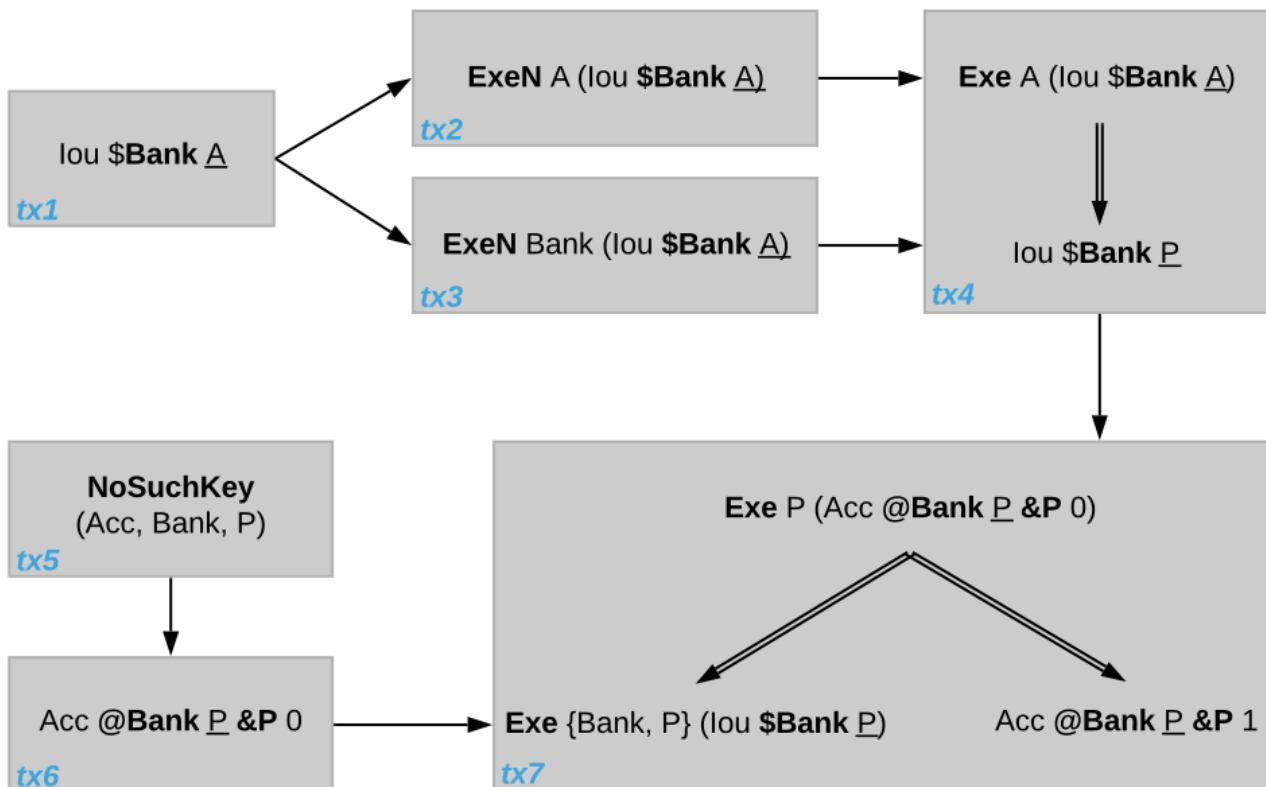 Iou $Bank A
tx1
ExeN A (Iou $Bank A)
tx2
ExeN Bank (Iou $Bank A)
tx3
Exe A (Iou $Bank A)
Iou $Bank P
tx4
NoSuchKey
(Acc, Bank, P)
tx5
Acc @Bank P &P 0
tx6
Exe P (Acc @Bank P &P 0)
Exe {Bank, P} (Iou $Bank P)
Acc @Bank P &P 1
tx7